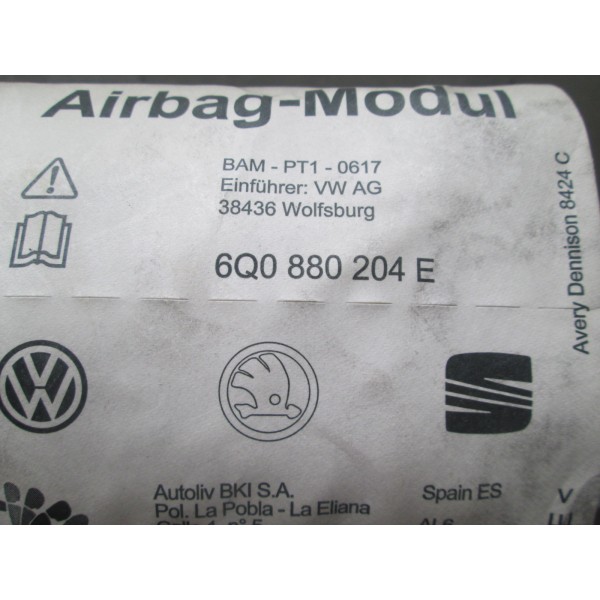 Airbag-Modul
BAM - PT1 - 0617
Einführer: VW AG
38436 Wolfsburg
6Q0 880 204 E
Avery Dennison 8424 C
Autoliv BKI S.A.
Spain ES
V
Pol. La Pobla - La Eliana